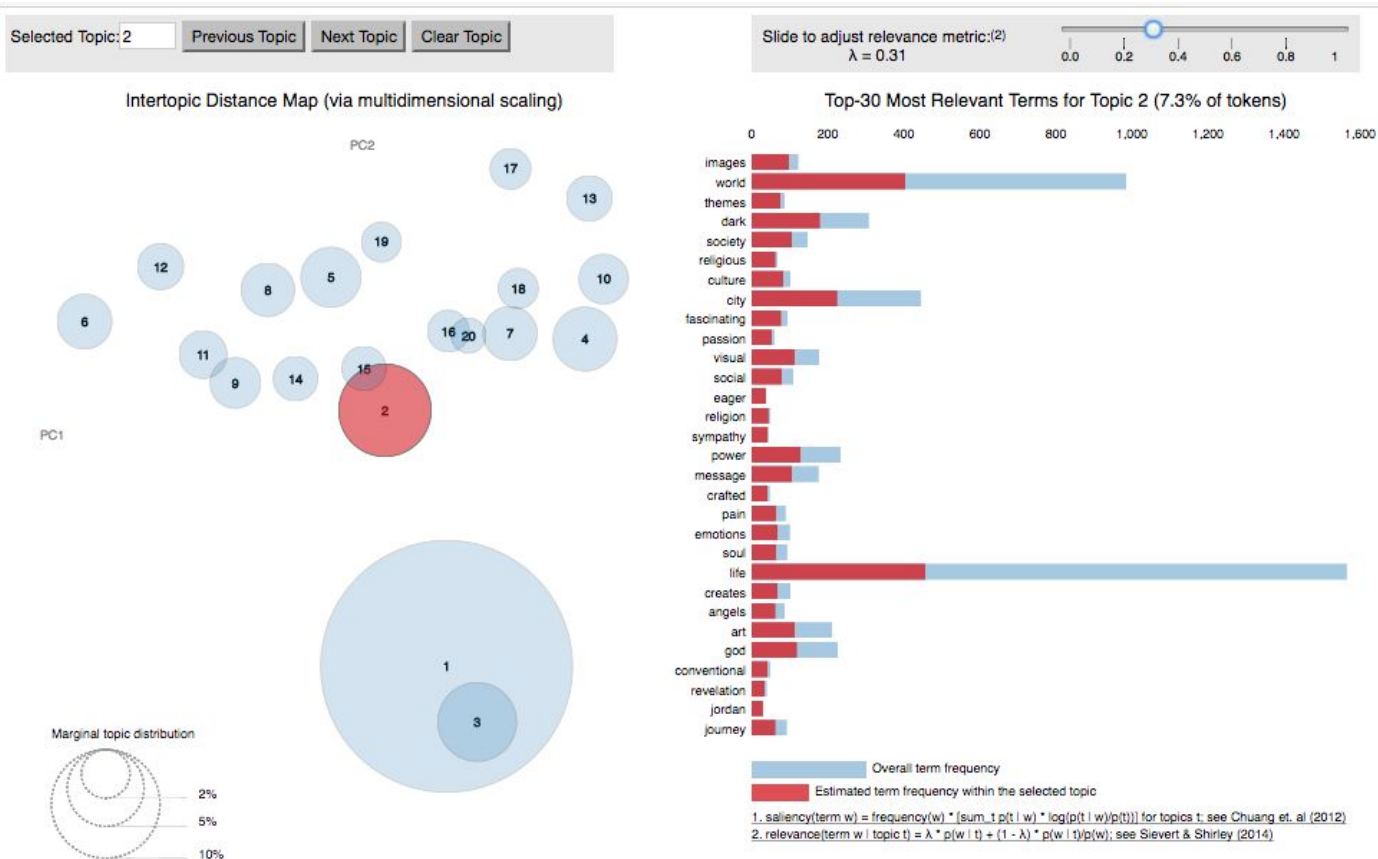 Selected Topic: 2 Previous Topic Next Topic Clear Topic
Slide to adjust relevance metric:(2)
λ = 0.31
0.0 0.2 0.4 0.6 0.8 1
Intertopic Distance Map (via multidimensional scaling)
PC2
17
13
19
12
5
10
8
18
6
16
20
7
4
11
15
9
14
2
PC1
1
3
Marginal topic distribution
2%
5%
10%
Top-30 Most Relevant Terms for Topic 2 (7.3% of tokens)
0 200 400 600 800 1,000 1,200 1,400 1,600
images
world
themes
dark
society
religious
culture
city
fascinating
passion
visual
social
eager
religion
sympathy
power
message
crafted
pain
emotions
soul
life
creates
angels
art
god
conventional
revelation
jordan
journey
Overall term frequency
Estimated term frequency within the selected topic
1. saliency(term w) = frequency(w) * [sum_t p(t | w) * log(p(t | w)/p(t))] for topics t; see Chuang et. al (2012)
2. relevance(term w | topic t) = λ * p(w | t) + (1 - λ) * p(w | t)/p(w); see Sievert & Shirley (2014)